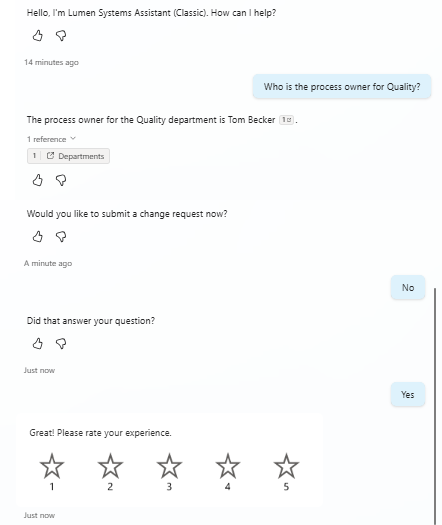 Hello, I'm Lumen Systems Assistant (Classic). How can I help?
14 minutes ago
Who is the process owner for Quality?
The process owner for the Quality department is Tom Becker 1.
1 reference
1 Departments
Would you like to submit a change request now?
A minute ago
No
Did that answer your question?
Just now
Yes
Great! Please rate your experience.
1 2 3 4 5
Just now